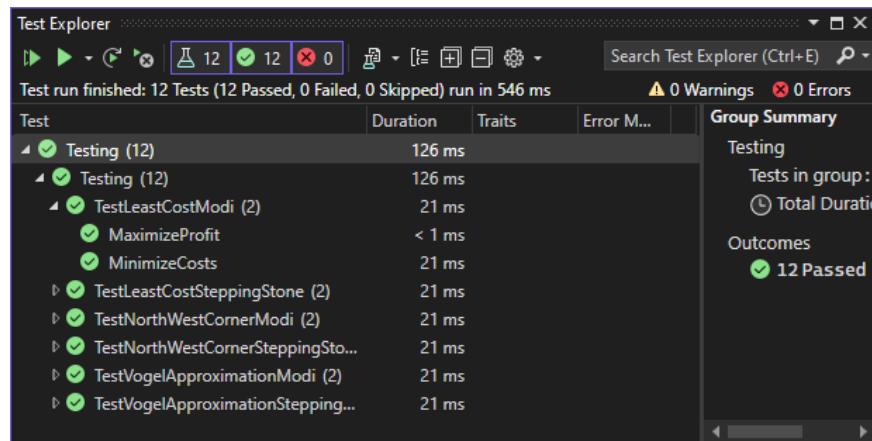 Test Explorer
12 12 0 Search Test Explorer (Ctrl+E)
Test run finished: 12 Tests (12 Passed, 0 Failed, 0 Skipped) run in 546 ms 0 Warnings 0 Errors
Test Duration Traits Error M... Group Summary
Testing (12) 126 ms Testing
Testing (12) 126 ms Tests in group:
TestLeastCostModi (2) 21 ms Total Duratio
MaximizeProfit < 1 ms Outcomes
MinimizeCosts 21 ms 12 Passed
TestLeastCostSteppingStone (2) 21 ms
TestNorthWestCornerModi (2) 21 ms
TestNorthWestCornerSteppingSto... 21 ms
TestVogelApproximationModi (2) 21 ms
TestVogelApproximationStepping... 21 ms